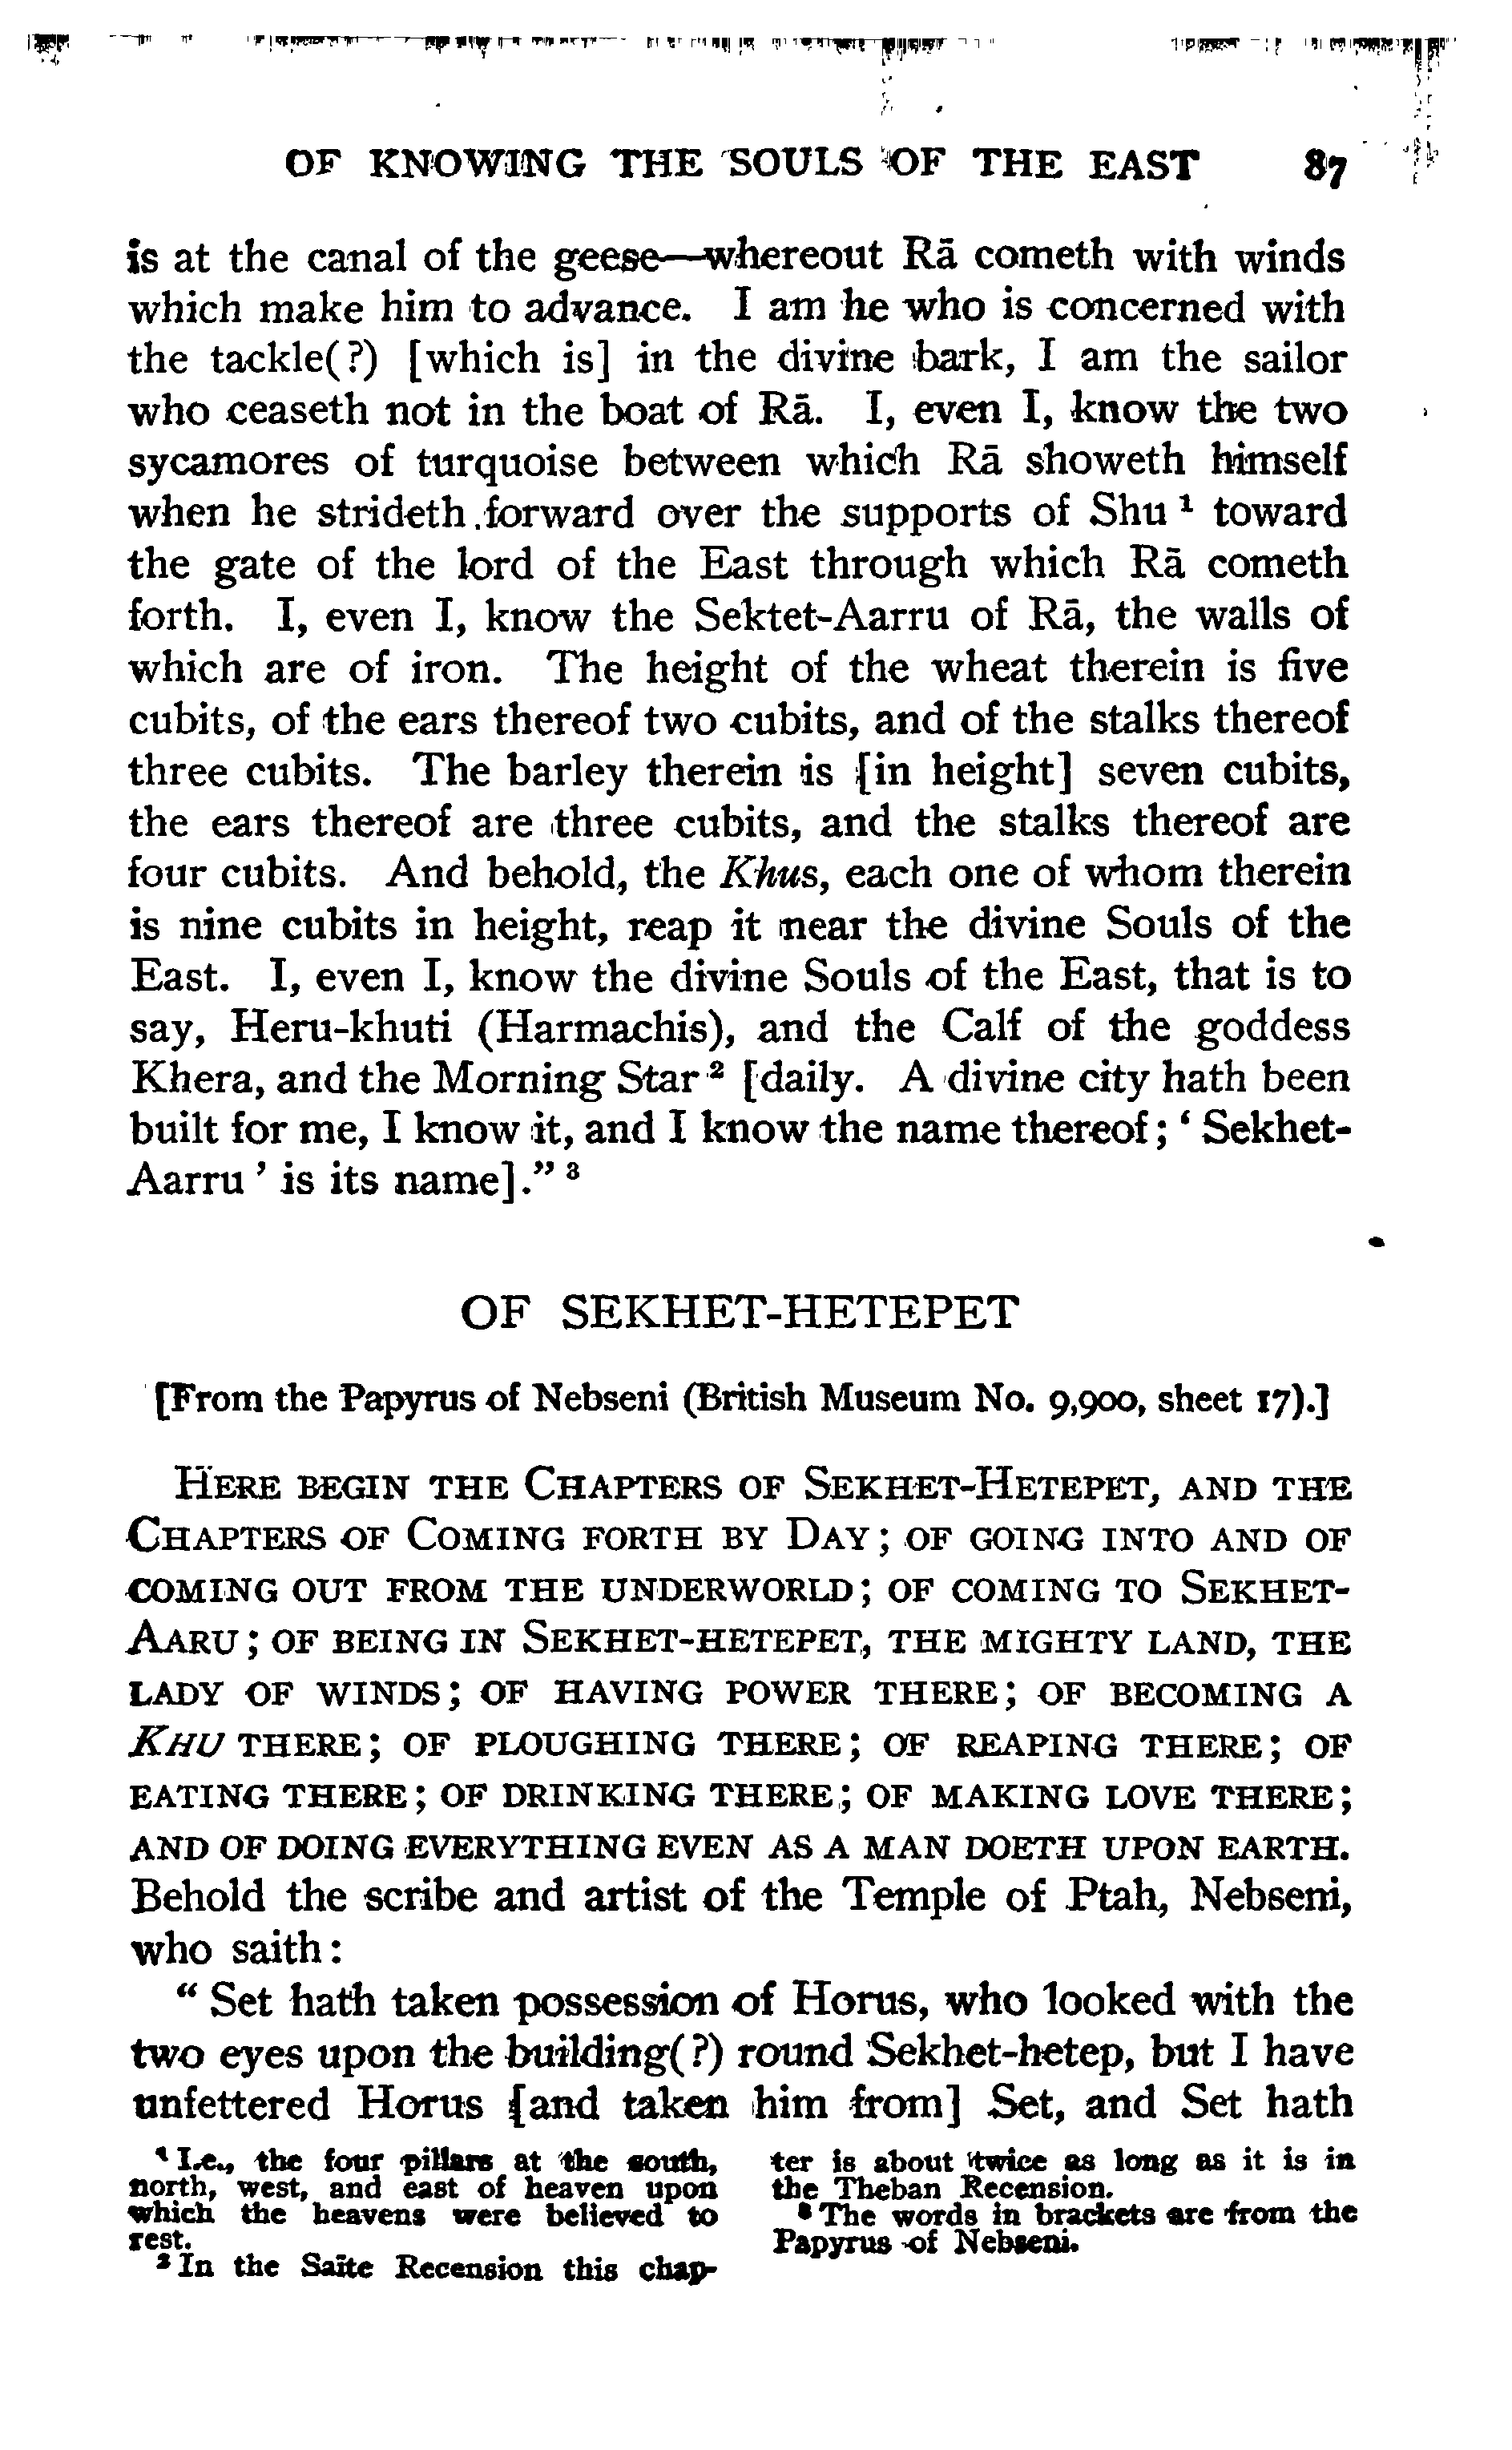 OF KNOWING THE SOULS OF THE EAST 87
is at the canal of the geese—whereout Rā cometh with winds
which make him to advance. I am he who is concerned with
the tackle(?) [which is] in the divine bark, I am the sailor
who ceaseth not in the boat of Rā. I, even I, know the two
sycamores of turquoise between which Rā showeth himself
when he strideth forward over the supports of Shu ¹ toward
the gate of the lord of the East through which Rā cometh
forth. I, even I, know the Sektet-Aarru of Rā, the walls of
which are of iron. The height of the wheat therein is five
cubits, of the ears thereof two cubits, and of the stalks thereof
three cubits. The barley therein is [in height] seven cubits,
the ears thereof are three cubits, and the stalks thereof are
four cubits. And behold, the Khus, each one of whom therein
is nine cubits in height, reap it near the divine Souls of the
East. I, even I, know the divine Souls of the East, that is to
say, Heru-khuti (Harmachis), and the Calf of the goddess
Khera, and the Morning Star ² [daily. A divine city hath been
built for me, I know it, and I know the name thereof; ‘ Sekhet-
Aarru ’ is its name].” ³
OF SEKHET-HETEPET
[From the Papyrus of Nebseni (British Museum No. 9,900, sheet 17).]
HERE BEGIN THE CHAPTERS OF SEKHET-HETEPET, AND THE
CHAPTERS OF COMING FORTH BY DAY; OF GOING INTO AND OF
COMING OUT FROM THE UNDERWORLD; OF COMING TO SEKHET-
AARU; OF BEING IN SEKHET-HETEPET, THE MIGHTY LAND, THE
LADY OF WINDS; OF HAVING POWER THERE; OF BECOMING A
KHU THERE; OF PLOUGHING THERE; OF REAPING THERE; OF
EATING THERE; OF DRINKING THERE; OF MAKING LOVE THERE;
AND OF DOING EVERYTHING EVEN AS A MAN DOETH UPON EARTH.
Behold the scribe and artist of the Temple of Ptah, Nebseni,
who saith:
“ Set hath taken possession of Horus, who looked with the
two eyes upon the building(?) round Sekhet-hetep, but I have
unfettered Horus [and taken him from] Set, and Set hath
¹ I.e., the four pillars at the south,
north, west, and east of heaven upon
which the heavens were believed to
rest.
² In the Saïte Recension this chap-
ter is about twice as long as it is in
the Theban Recension.
³ The words in brackets are from the
Papyrus of Nebseni.